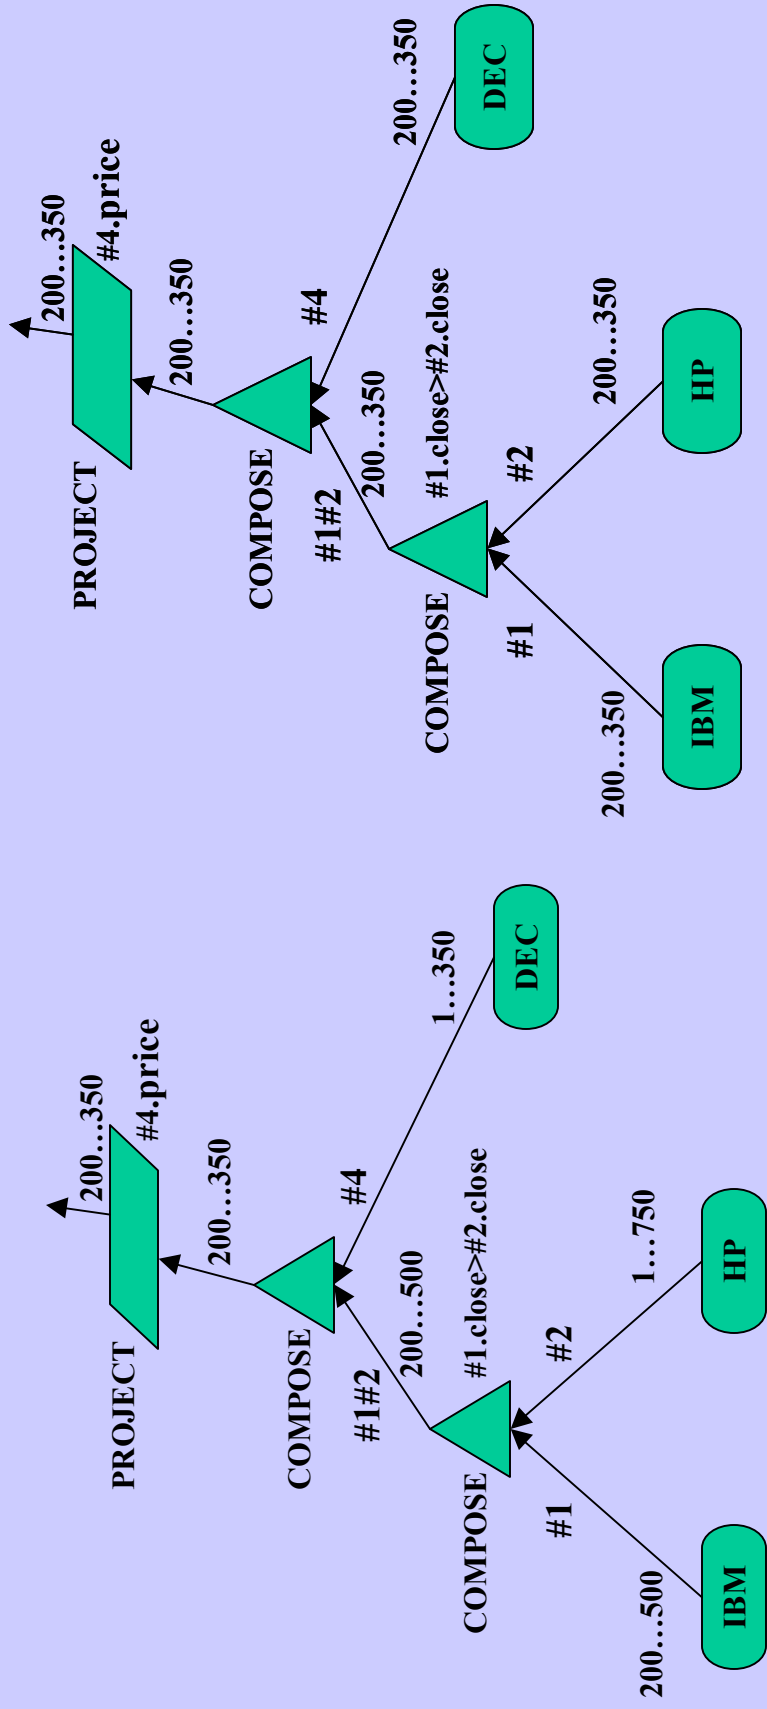 200…350
#4.price
PROJECT
200…350
COMPOSE
#4
1…350
DEC
#1#2
200…500
#1.close>#2.close
COMPOSE
#1
#2
200…500
1…750
IBM
HP
200…350
#4.price
PROJECT
200…350
COMPOSE
#4
200…350
DEC
#1#2
200…350
#1.close>#2.close
COMPOSE
#1
#2
200…350
200…350
IBM
HP